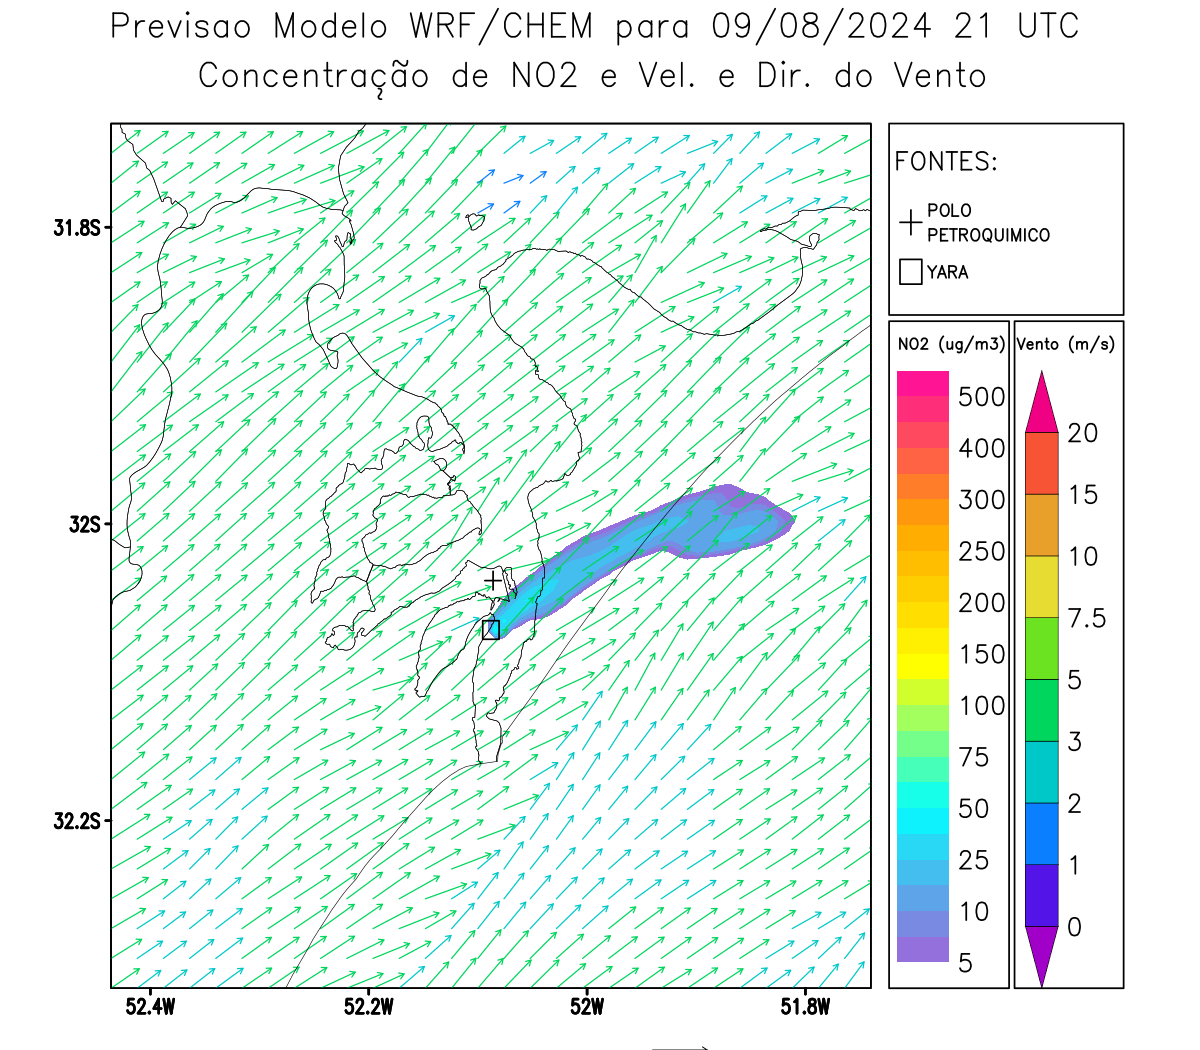 Previsao Modelo WRF/CHEM para 09/08/2024 21 UTC
Concentração de NO2 e Vel. e Dir. do Vento
FONTES:
POLO
PETROQUIMICO
YARA
31.8S
32S
32.2S
52.4W
52.2W
52W
51.8W
NO2 (ug/m3)
500
400
300
250
200
150
100
75
50
25
10
5
Vento (m/s)
20
15
10
7.5
5
3
2
1
0